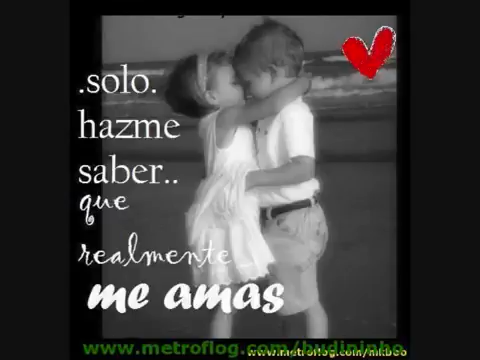 .solo.
hazme
saber..
que
realmente
me amas
www.metroflog.com/budininho